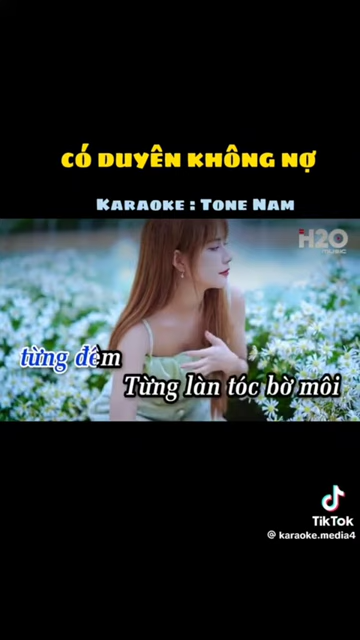 CÓ DUYÊN KHÔNG NỢ
KARAOKE : TONE NAM
H2O
MUSIC
từng đêm
Từng làn tóc bờ môi
TikTok
@ karaoke.media4